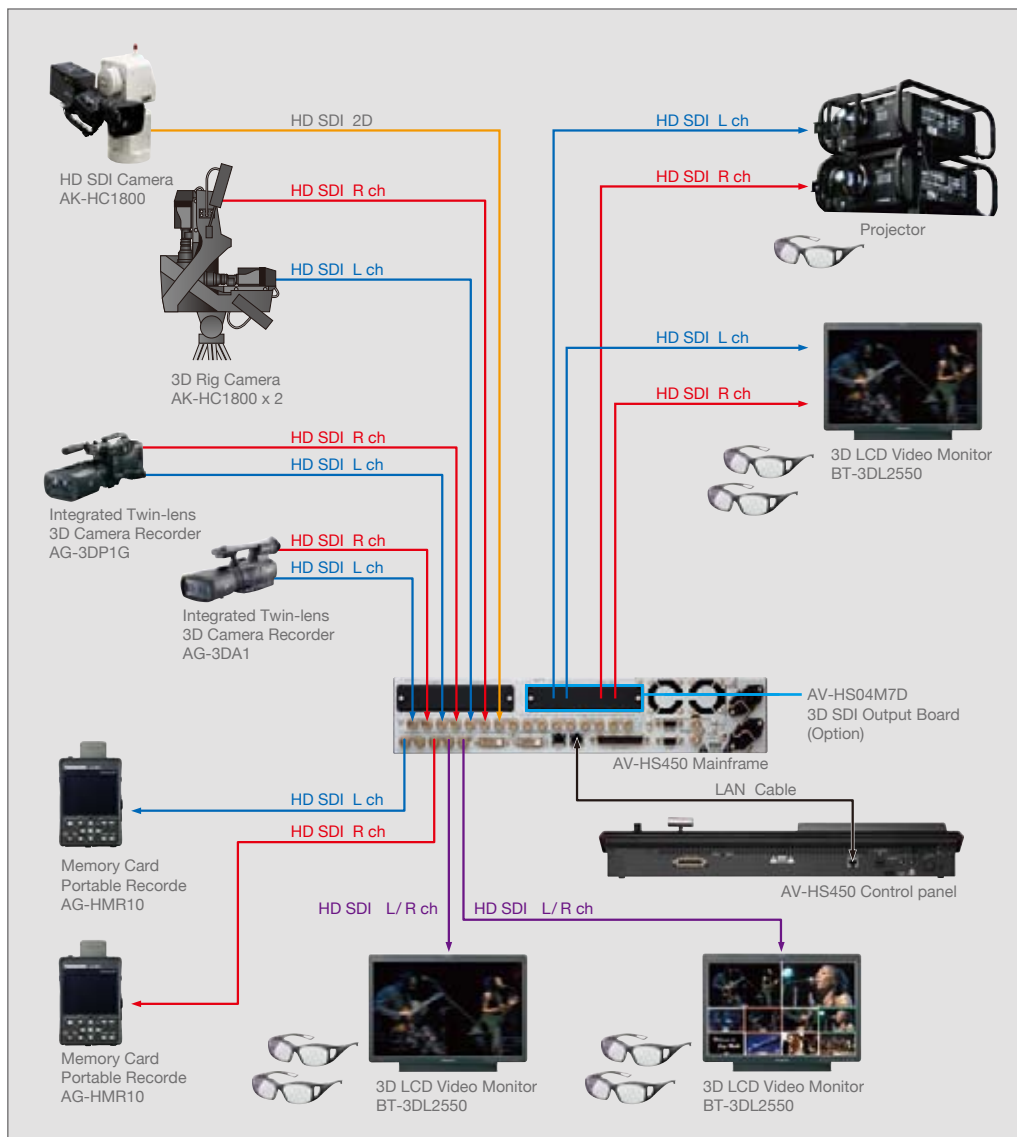 HD SDI 2D
HD SDI Camera
AK-HC1800
HD SDI R ch
HD SDI L ch
3D Rig Camera
AK-HC1800 x 2
HD SDI R ch
HD SDI L ch
Integrated Twin-lens
3D Camera Recorder
AG-3DP1G
HD SDI R ch
HD SDI L ch
Integrated Twin-lens
3D Camera Recorder
AG-3DA1
HD SDI L ch
HD SDI R ch
Projector
HD SDI L ch
HD SDI R ch
3D LCD Video Monitor
BT-3DL2550
AV-HS04M7D
3D SDI Output Board
(Option)
AV-HS450 Mainframe
LAN Cable
AV-HS450 Control panel
HD SDI L ch
Memory Card
Portable Recorde
AG-HMR10
HD SDI R ch
Memory Card
Portable Recorde
AG-HMR10
HD SDI L/ R ch
HD SDI L/ R ch
3D LCD Video Monitor
BT-3DL2550
3D LCD Video Monitor
BT-3DL2550